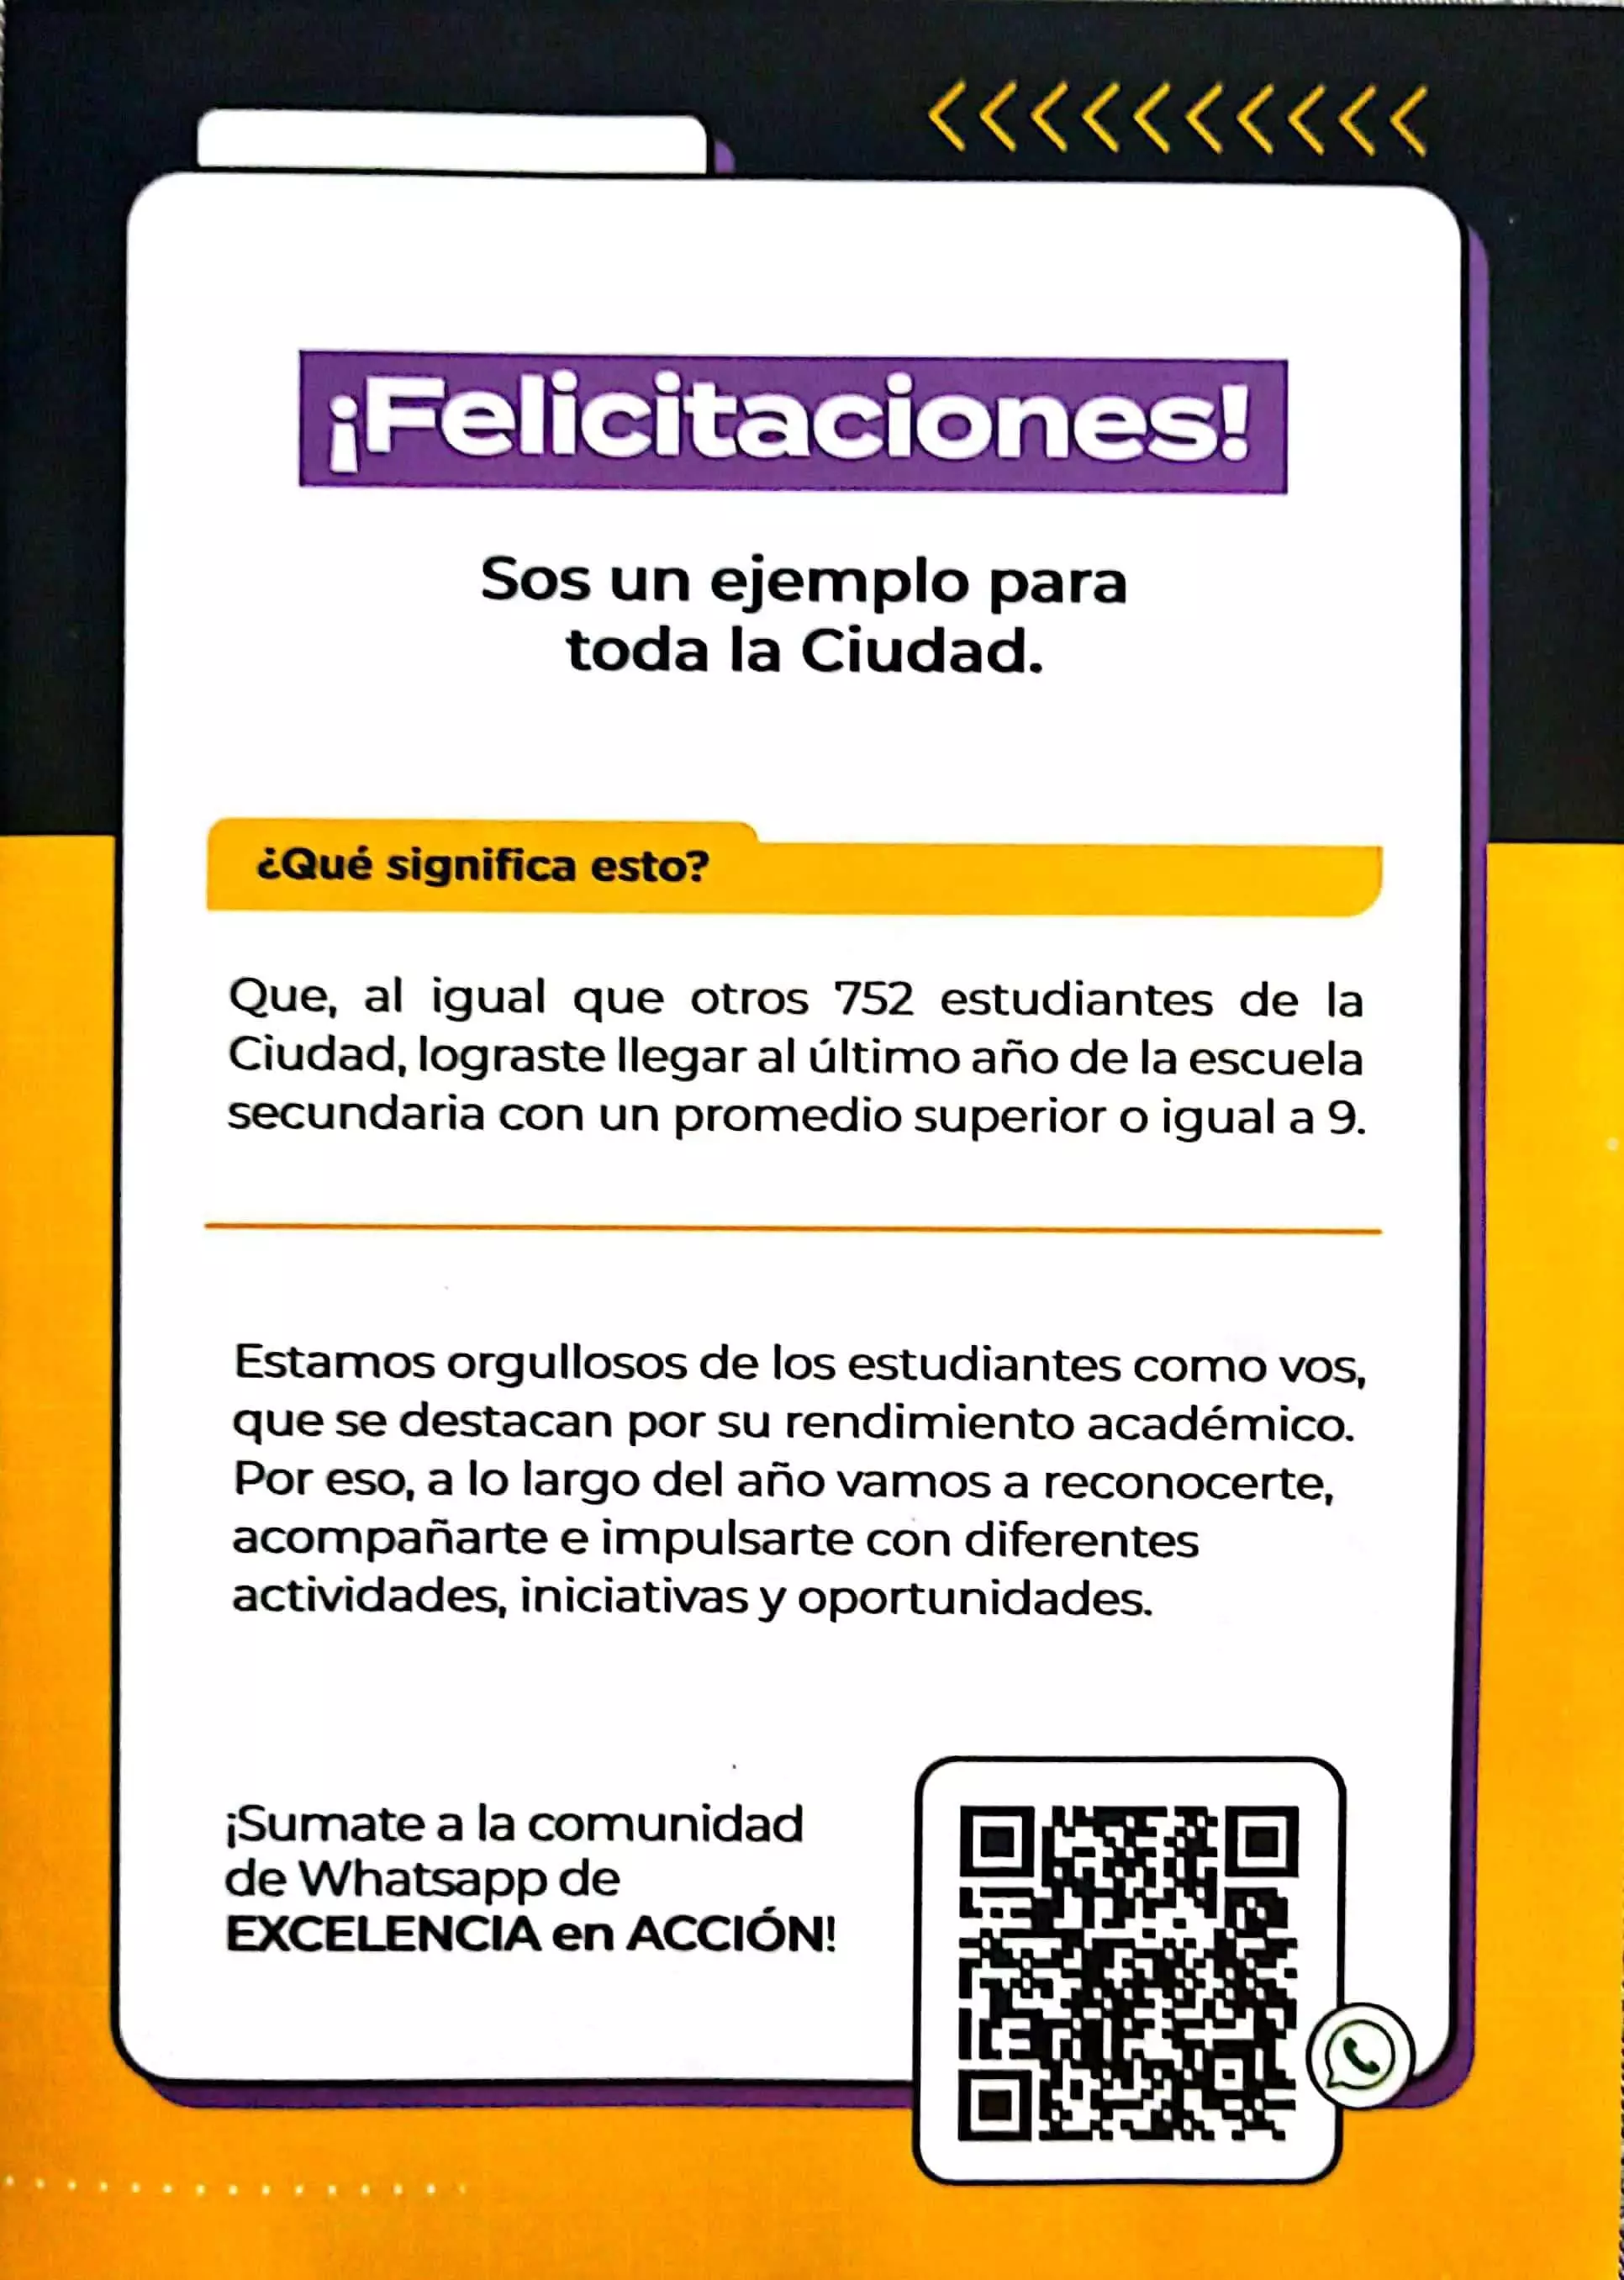 ¡Felicitaciones!
Sos un ejemplo para
toda la Ciudad.
¿Qué significa esto?
Que, al igual que otros 752 estudiantes de la
Ciudad, lograste llegar al último año de la escuela
secundaria con un promedio superior o igual a 9.
Estamos orgullosos de los estudiantes como vos,
que se destacan por su rendimiento académico.
Por eso, a lo largo del año vamos a reconocerte,
acompañarte e impulsarte con diferentes
actividades, iniciativas y oportunidades.
¡Sumate a la comunidad
de Whatsapp de
EXCELENCIA en ACCIÓN!